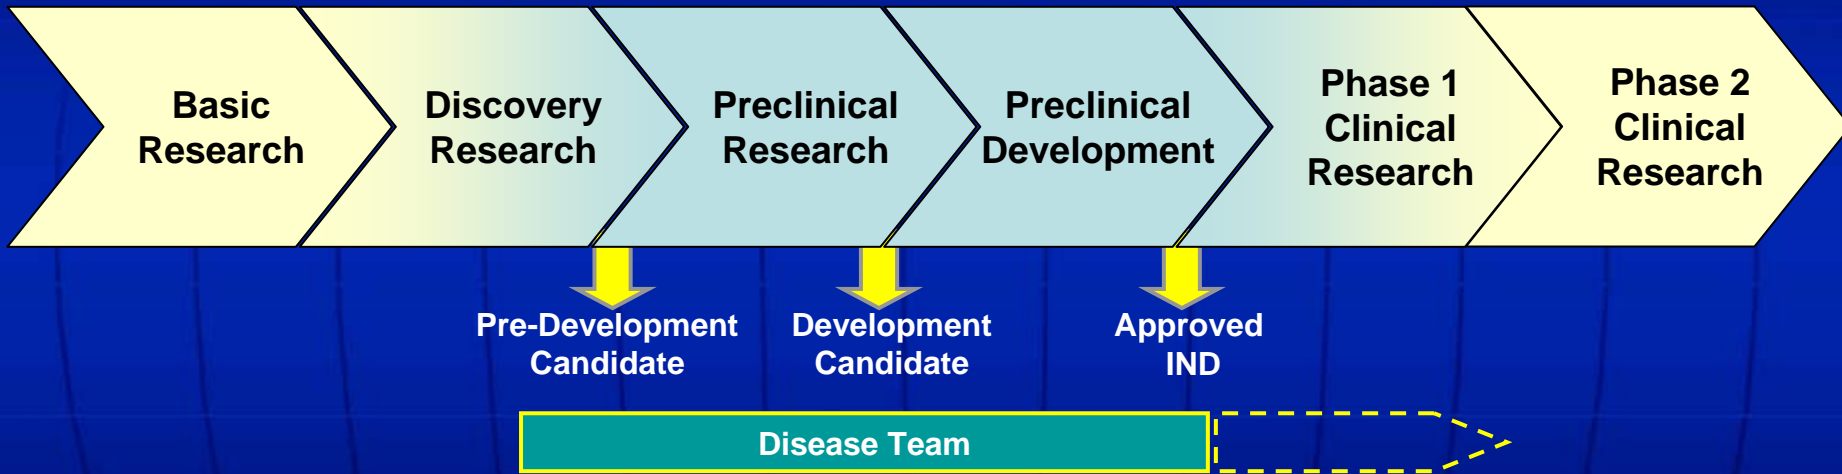 Basic
Research
Discovery
Research
Preclinical
Research
Preclinical
Development
Phase 1
Clinical
Research
Phase 2
Clinical
Research
Pre-Development
Candidate
Development
Candidate
Approved
IND
Disease Team